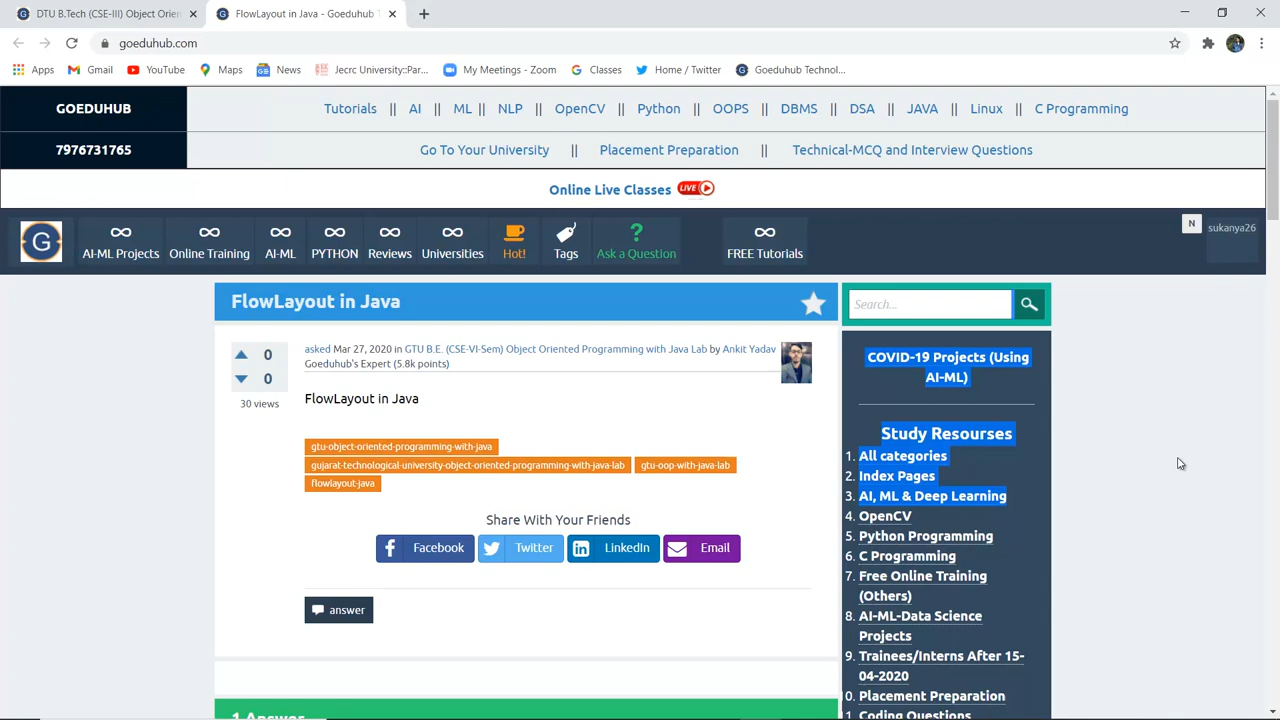 DTU B.Tech (CSE-III) Object Orien
FlowLayout in Java - Goeduhub T
goeduhub.com
Apps
Gmail
YouTube
Maps
News
Jecrc University::Par...
My Meetings - Zoom
Classes
Home / Twitter
Goeduhub Technol...
GOEDUHUB
Tutorials || AI || ML || NLP || OpenCV || Python || OOPS || DBMS || DSA || JAVA || Linux || C Programming
7976731765
Go To Your University || Placement Preparation || Technical-MCQ and Interview Questions
Online Live Classes LIVE
G
AI-ML Projects
Online Training
AI-ML
PYTHON
Reviews
Universities
Hot!
Tags
?
Ask a Question
FREE Tutorials
N
sukanya26
FlowLayout in Java
0
0
30 views
asked Mar 27, 2020 in GTU B.E. (CSE-VI-Sem) Object Oriented Programming with Java Lab by Ankit Yadav
Goeduhub's Expert (5.8k points)
FlowLayout in Java
gtu-object-oriented-programming-with-java
gujarat-technological-university-object-oriented-programming-with-java-lab
gtu-oop-with-java-lab
flowlayout-java
Share With Your Friends
Facebook
Twitter
LinkedIn
Email
answer
1 Answer
Search...
COVID-19 Projects (Using
AI-ML)
Study Resourses
1. All categories
2. Index Pages
3. AI, ML & Deep Learning
4. OpenCV
5. Python Programming
6. C Programming
7. Free Online Training
(Others)
8. AI-ML-Data Science
Projects
9. Trainees/Interns After 15-
04-2020
0. Placement Preparation
1. Coding Questions